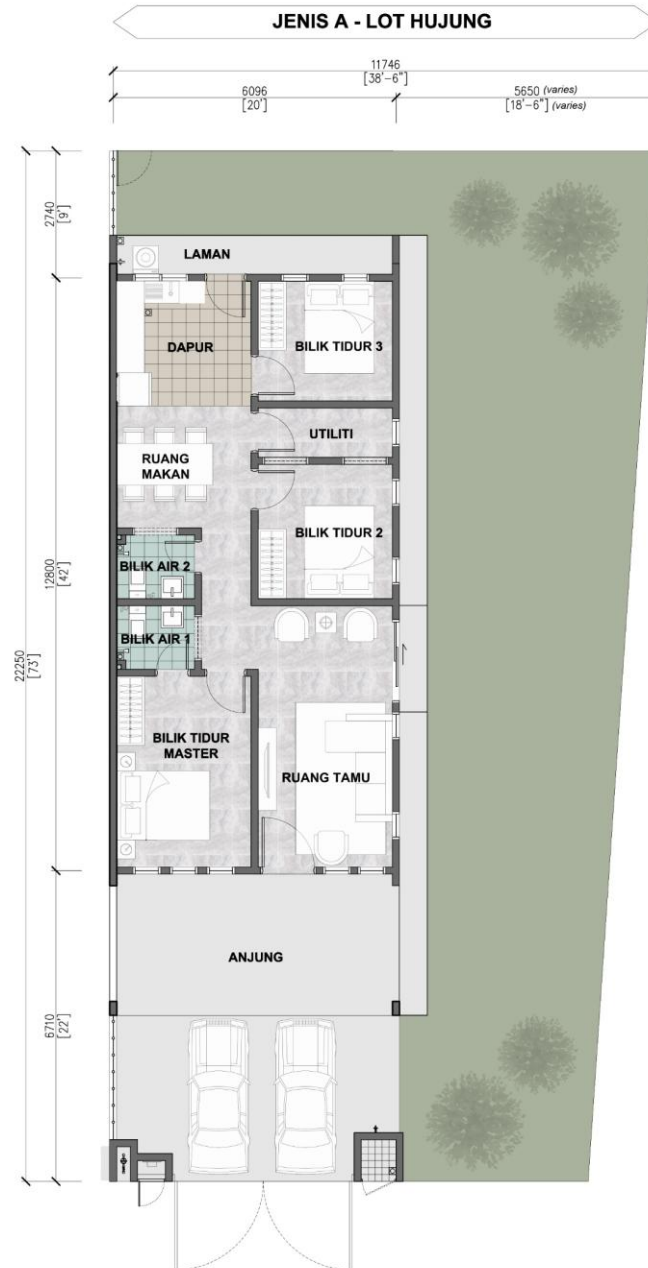 JENIS A - LOT HUJUNG
11746
[38'-6"]
6096
[20']
5650 (varies)
[18'-6"] (varies)
2740
[9']
LAMAN
DAPUR
BILIK TIDUR 3
UTILITI
RUANG
MAKAN
BILIK TIDUR 2
BILIK AIR 2
12800
[42']
BILIK AIR 1
22250
[73']
BILIK TIDUR
MASTER
RUANG TAMU
ANJUNG
6710
[22']